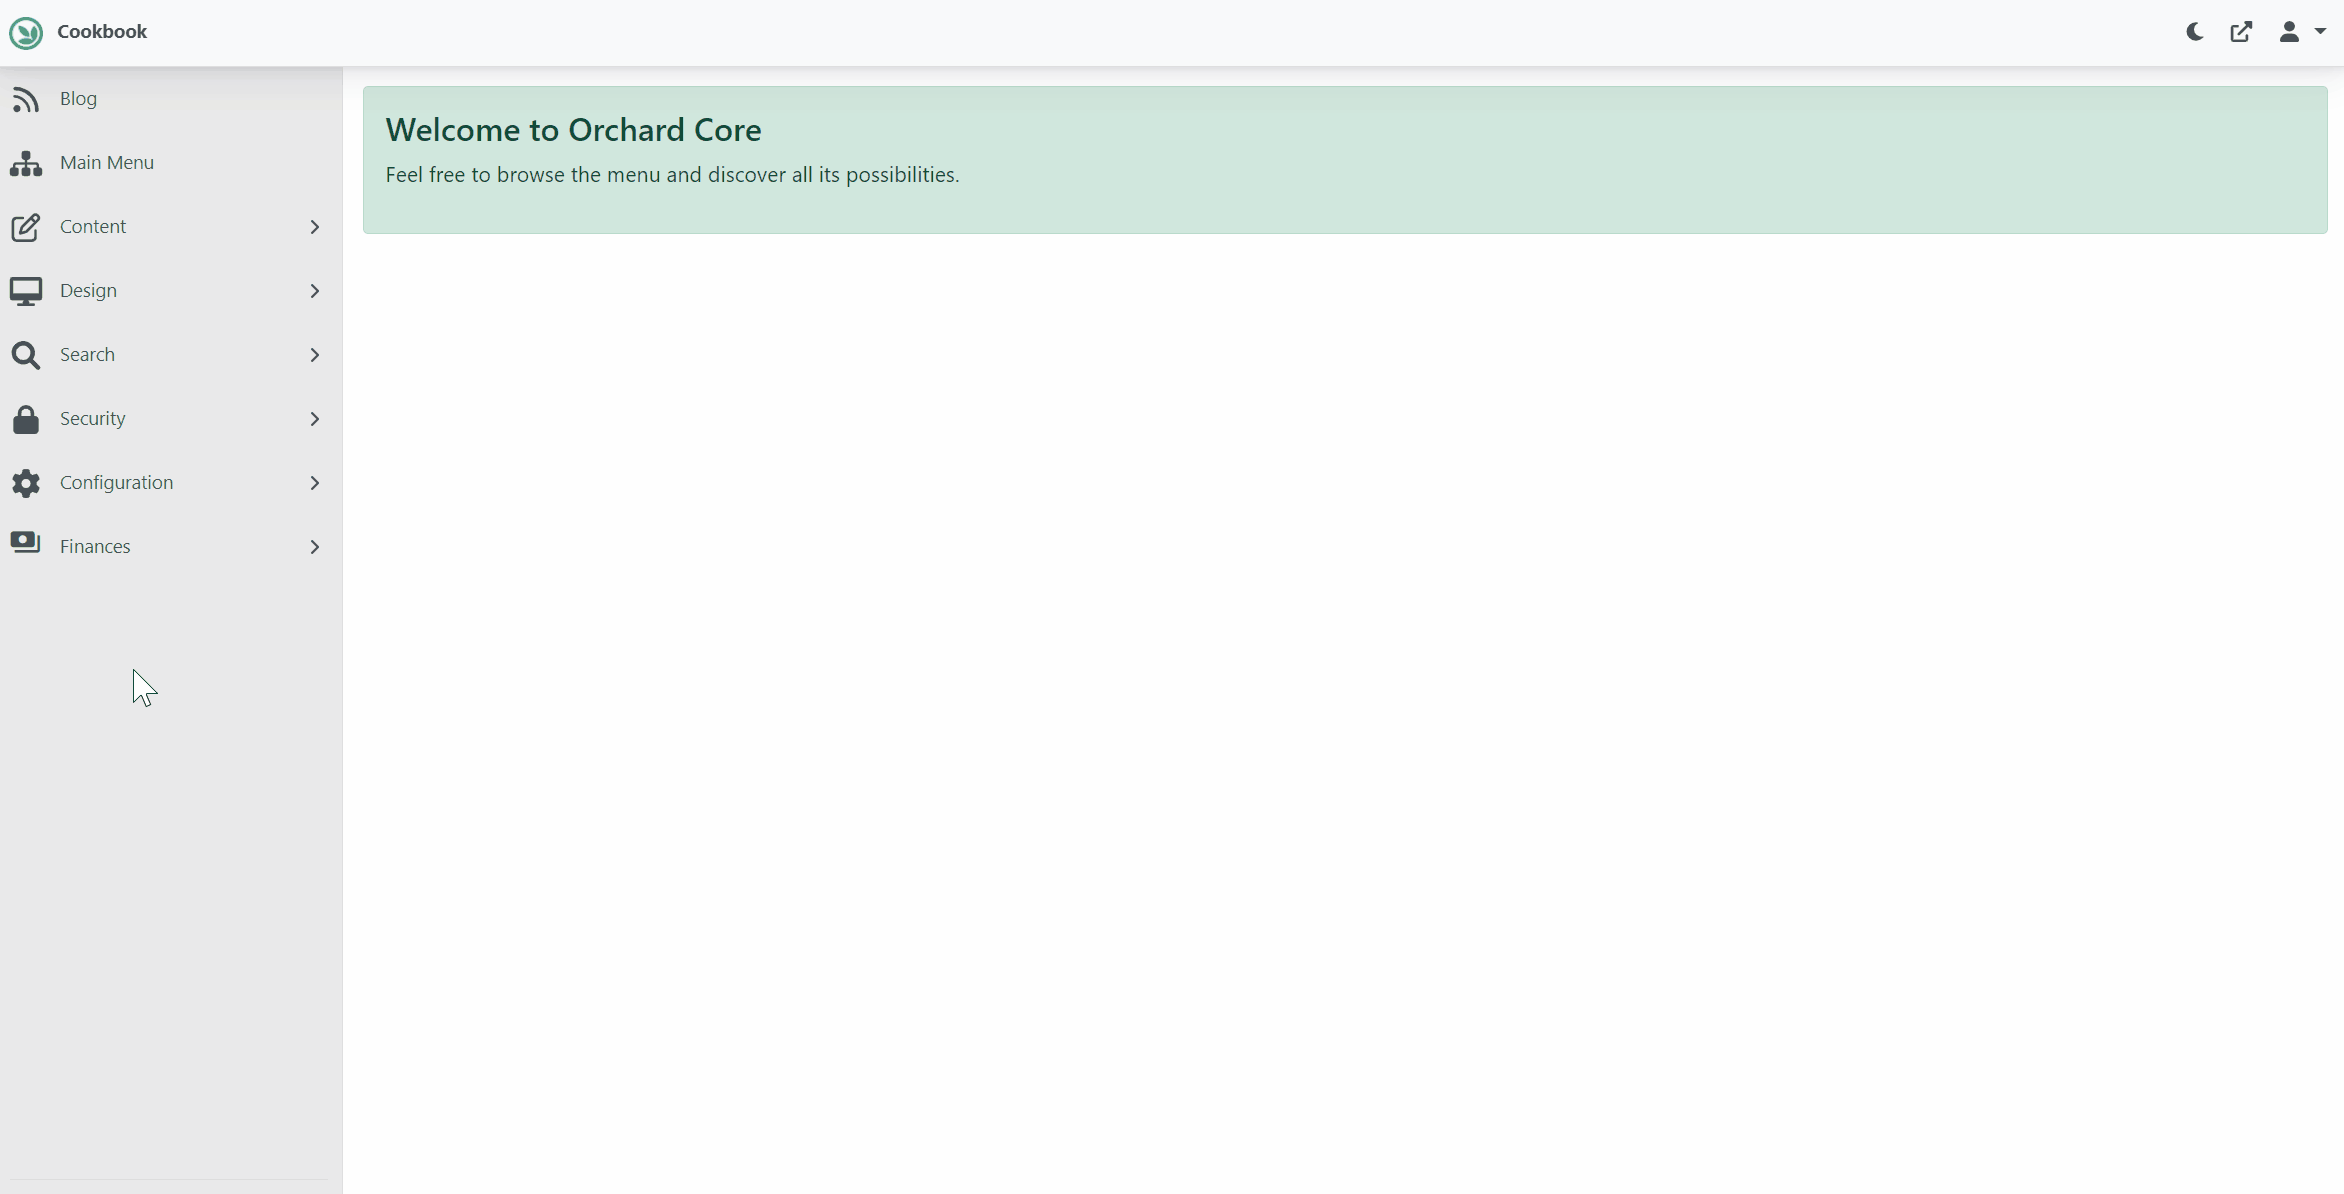 Cookbook
Blog
Main Menu
Content
Design
Search
Security
Configuration
Finances
Welcome to Orchard Core
Feel free to browse the menu and discover all its possibilities.